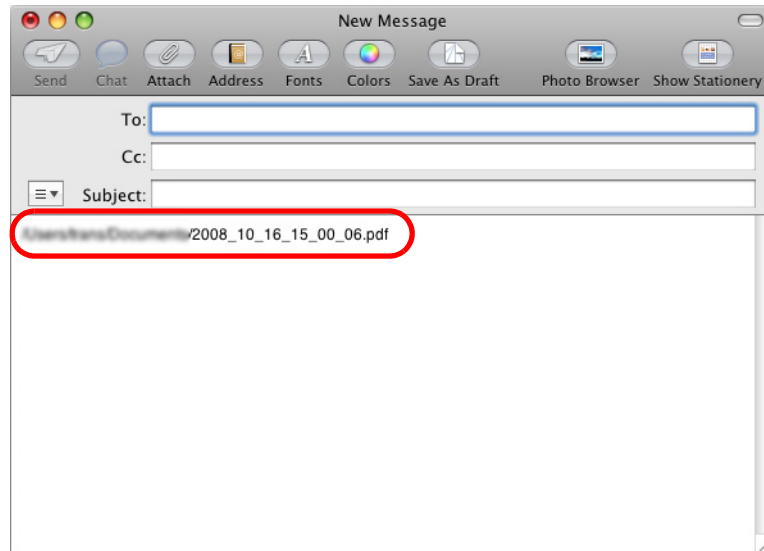 New Message
Send Chat Attach Address Fonts Colors Save As Draft Photo Browser Show Stationery
To:
Cc:
Subject:
/2008_10_16_15_00_06.pdf